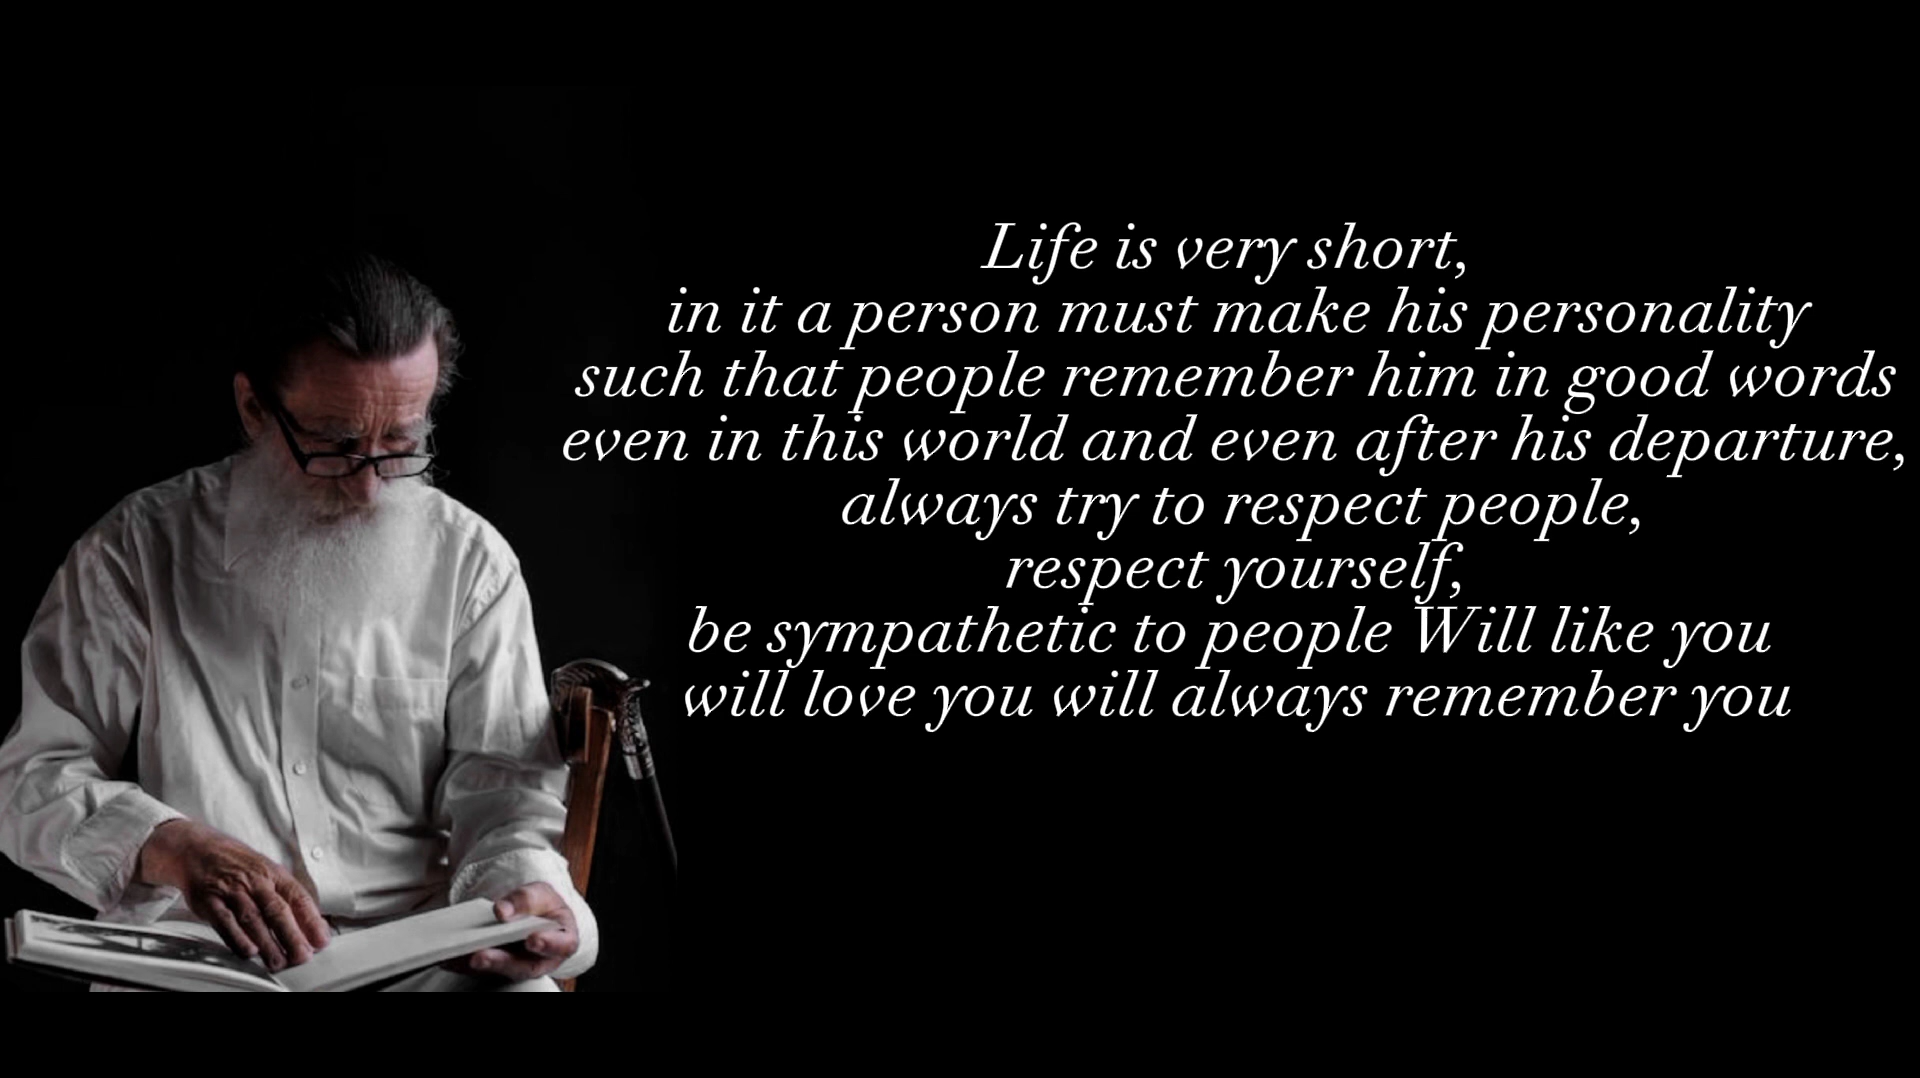 Life is very short,
in it a person must make his personality
such that people remember him in good words
even in this world and even after his departure,
always try to respect people,
respect yourself,
be sympathetic to people Will like you
will love you will always remember you